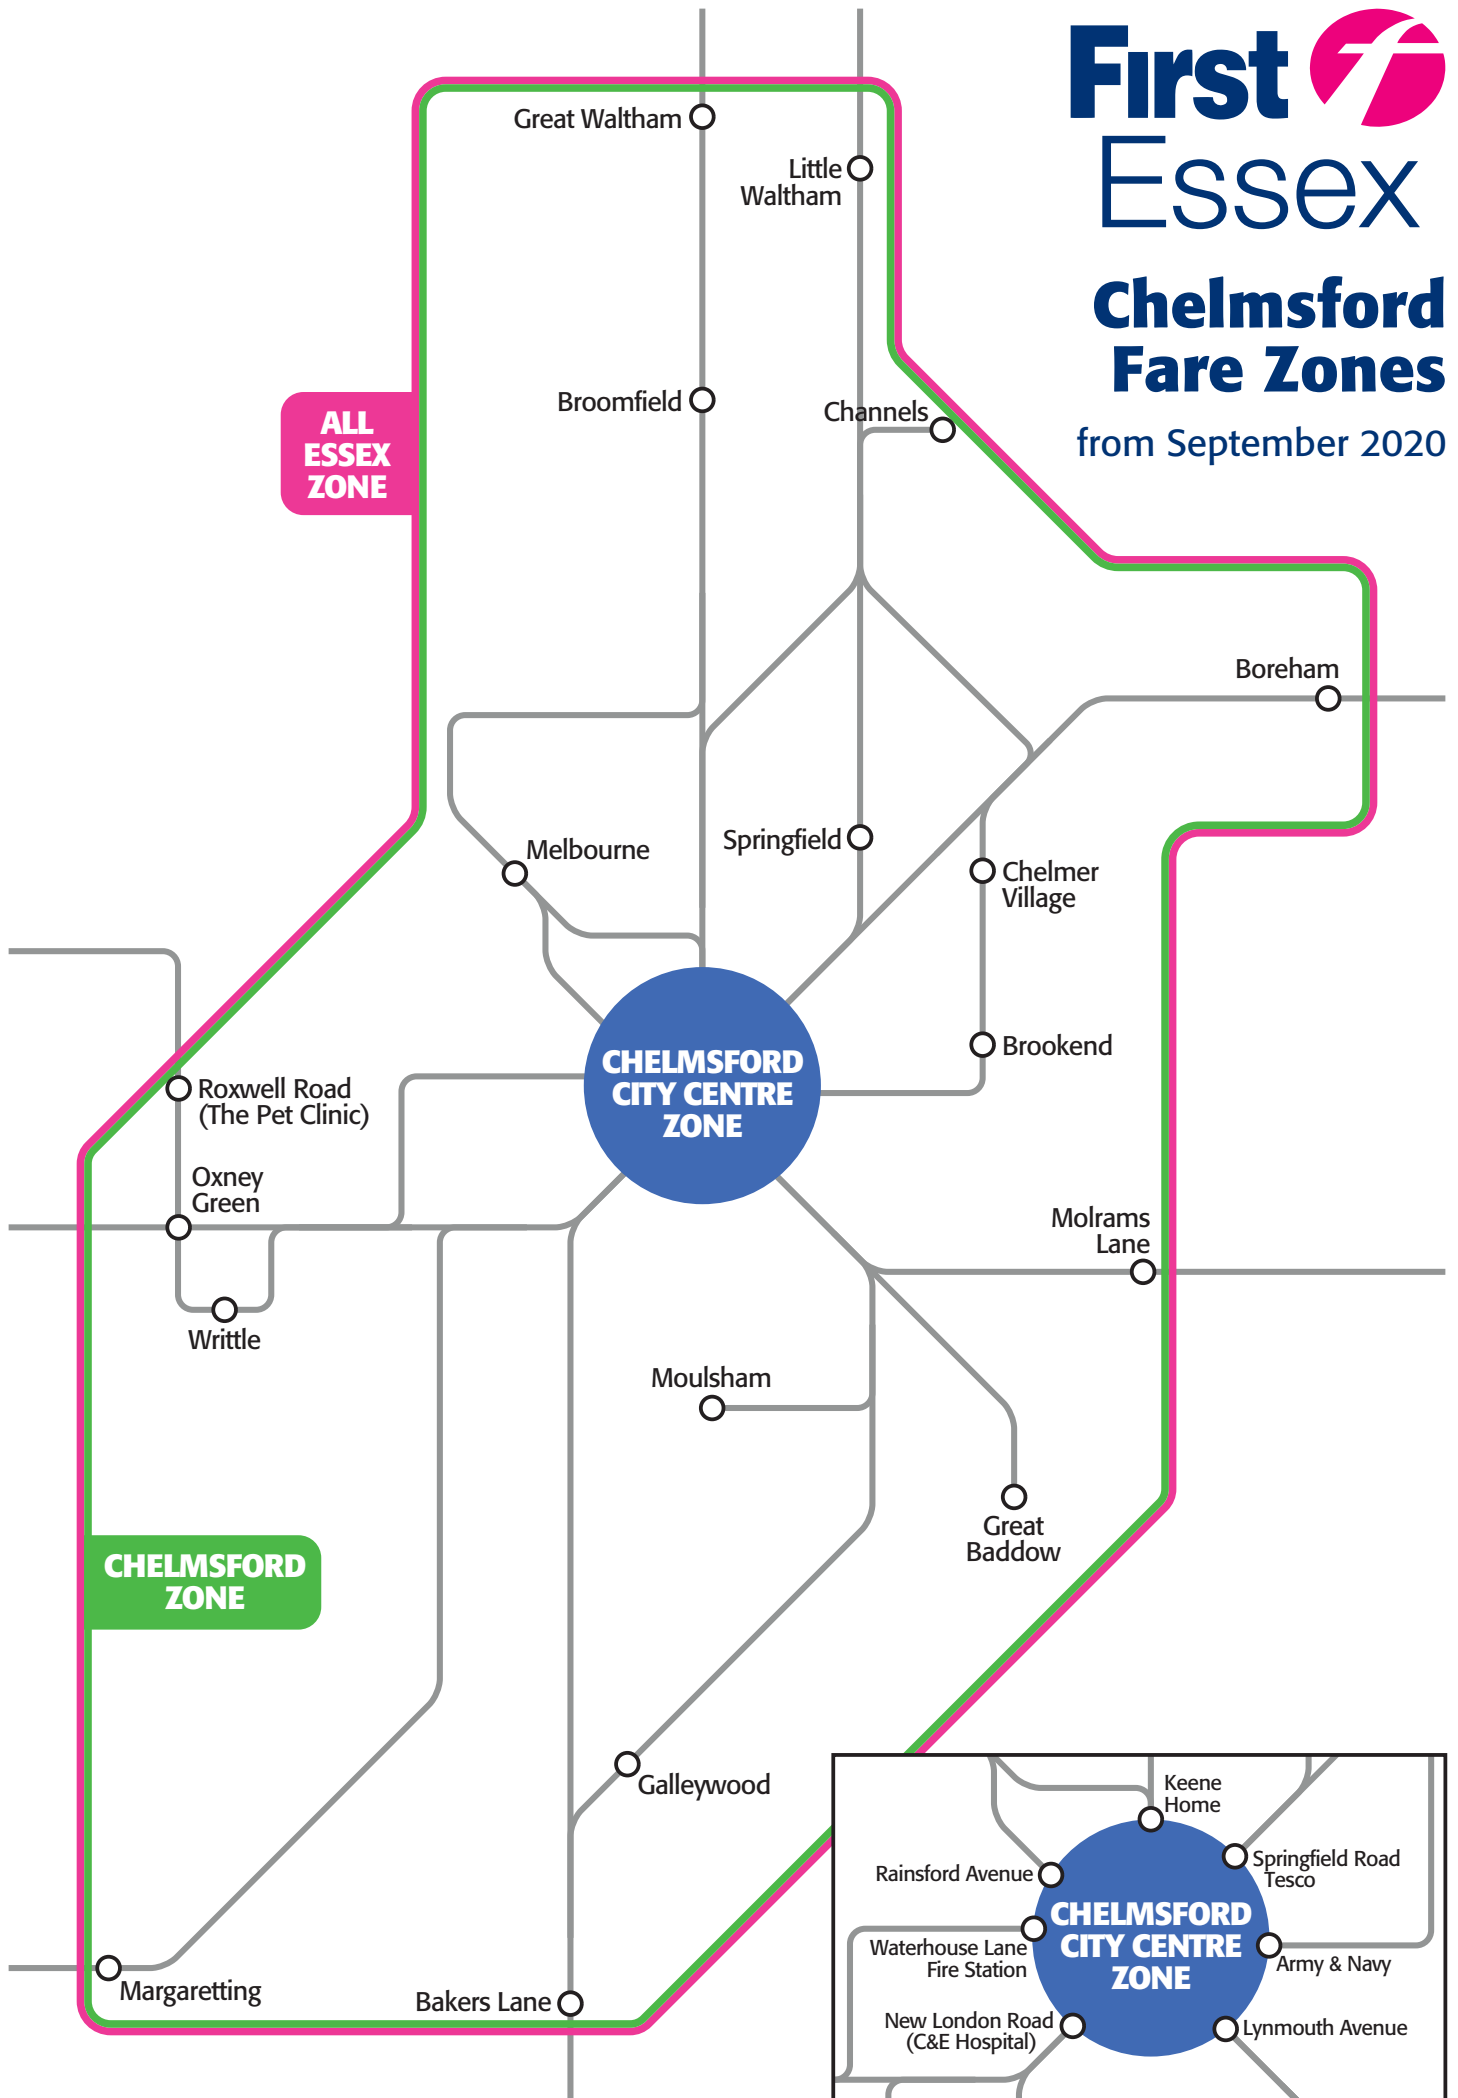 First
Essex
Chelmsford
Fare Zones
from September 2020
Great Waltham
Little
Waltham
ALL
ESSEX
ZONE
Broomfield
Channels
Boreham
Melbourne
Springfield
Chelmer
Village
CHELMSFORD
CITY CENTRE
ZONE
Brookend
Roxwell Road
(The Pet Clinic)
Oxney
Green
Writtle
Molrams
Lane
Moulsham
Great
Baddow
CHELMSFORD
ZONE
Galleywood
Margaretting
Bakers Lane
Keene
Home
Springfield Road
Tesco
Rainsford Avenue
CHELMSFORD
CITY CENTRE
ZONE
Waterhouse Lane
Fire Station
Army & Navy
New London Road
(C&E Hospital)
Lynmouth Avenue